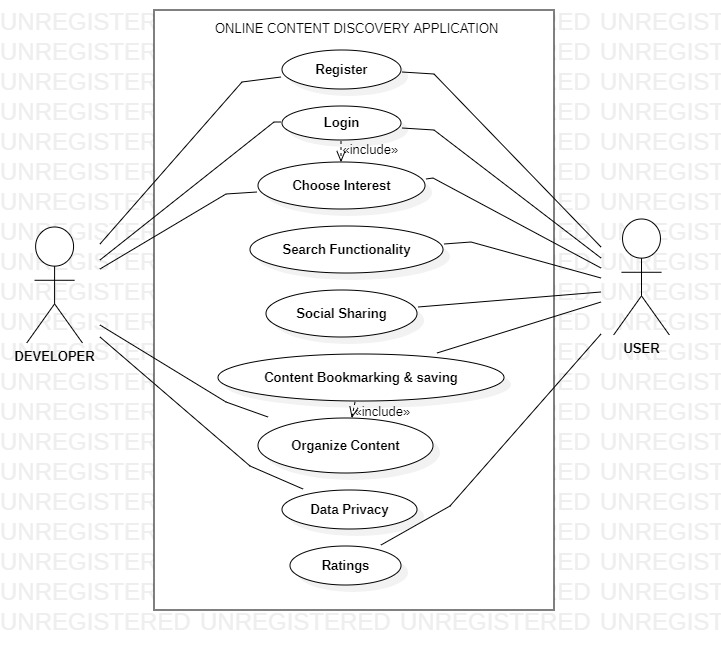 ONLINE CONTENT DISCOVERY APPLICATION
Register
Login
«include»
Choose Interest
Search Functionality
Social Sharing
DEVELOPER
USER
Content Bookmarking & saving
«include»
Organize Content
Data Privacy
Ratings
UNREGISTERED UNREGISTERED UNREGISTERED UNREGIST